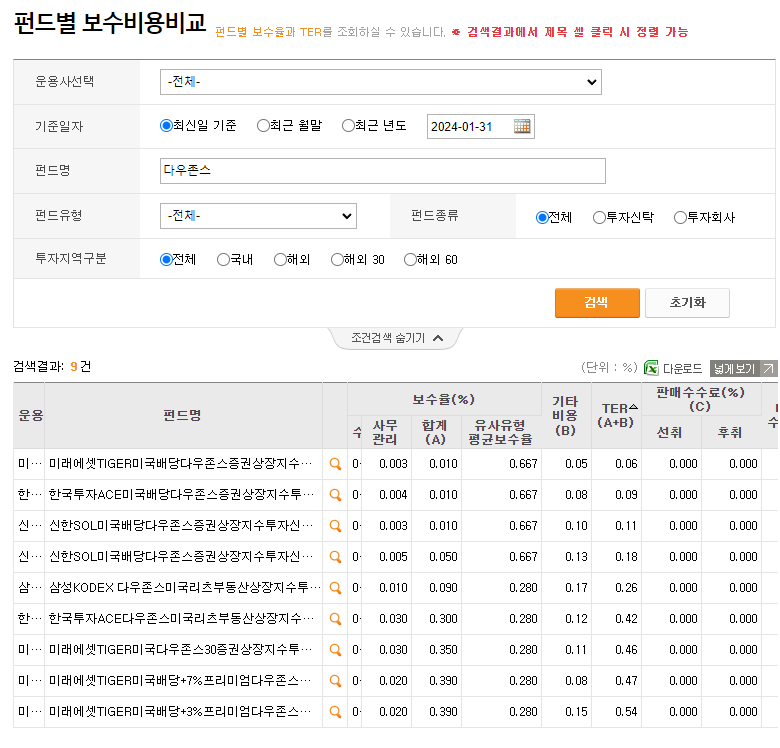 펀드별 보수비용비교 펀드별 보수율과 TER를 조회하실 수 있습니다. ※ 검색결과에서 제목 셀 클릭 시 정렬 가능
운용사선택 -전체-
기준일자 최신일 기준 최근 월말 최근 년도 2024-01-31
펀드명 다우존스
펀드유형 -전체- 펀드종류 전체 투자신탁 투자회사
투자지역구분 전체 국내 해외 해외 30 해외 60
검색 초기화
조건검색 숨기기
검색결과: 9 건 (단위 : %) 다운로드 넓게보기
운용 펀드명 보수율(%) 기타 비용 (B) TER (A+B) 판매수수료(%) (C)
수 사무 관리 합계 (A) 유사유형 평균보수율 선취 후취 수
미… 미래에셋TIGER미국배당다우존스증권상장지수… 0 0.003 0.010 0.667 0.05 0.06 0.000 0.000
한… 한국투자ACE미국배당다우존스증권상장지수투… 0 0.004 0.010 0.667 0.08 0.09 0.000 0.000
신… 신한SOL미국배당다우존스증권상장지수투자신… 0 0.003 0.010 0.667 0.10 0.11 0.000 0.000
신… 신한SOL미국배당다우존스증권상장지수투자신… 0 0.005 0.050 0.667 0.13 0.18 0.000 0.000
삼… 삼성KODEX 다우존스미국리츠부동산상장지수투… 0 0.010 0.090 0.280 0.17 0.26 0.000 0.000
한… 한국투자ACE다우존스미국리츠부동산상장지수… 0 0.030 0.300 0.280 0.12 0.42 0.000 0.000
미… 미래에셋TIGER미국다우존스30증권상장지수투… 0 0.030 0.350 0.280 0.11 0.46 0.000 0.000
미… 미래에셋TIGER미국배당+7%프리미엄다우존스… 0 0.020 0.390 0.280 0.08 0.47 0.000 0.000
미… 미래에셋TIGER미국배당+3%프리미엄다우존스… 0 0.020 0.390 0.280 0.15 0.54 0.000 0.000